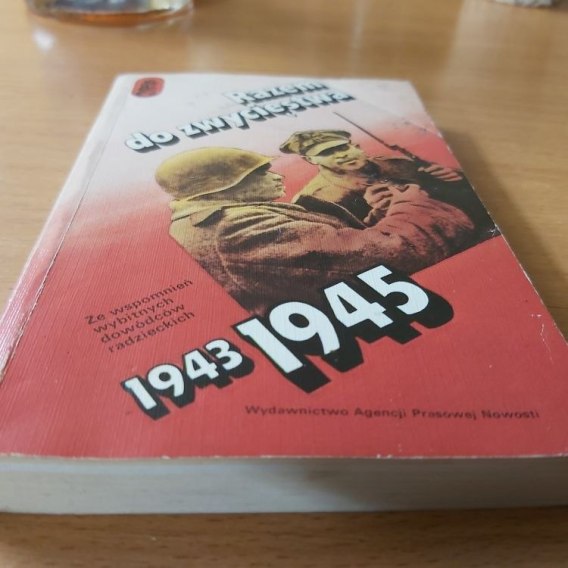 Razem
do zwycięstwa
Ze wspomnień
wybitnych
dowódców
radzieckich
1943 1945
Wydawnictwo Agencji Prasowej Nowosti